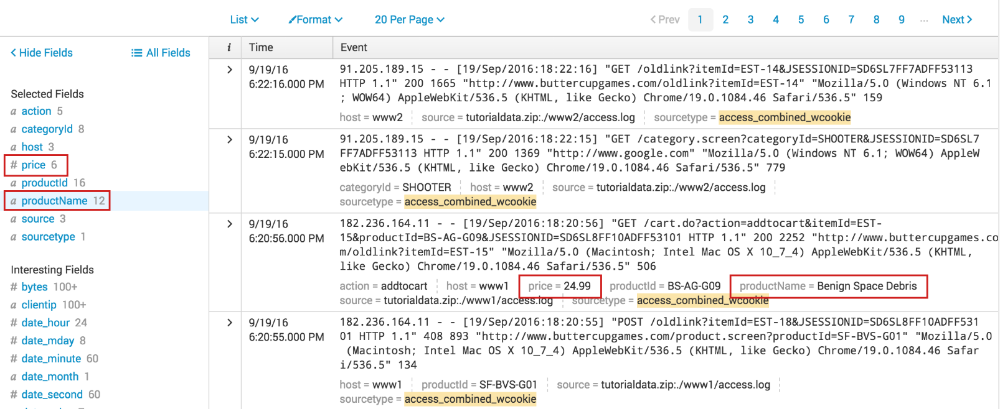 List
Format
20 Per Page
Prev 1 2 3 4 5 6 7 8 9 ... Next
Hide Fields
All Fields
Selected Fields
a action 5
a categoryId 8
a host 3
# price 6
a productId 16
a productName 12
a source 3
a sourcetype 1
Interesting Fields
# bytes 100+
a clientip 100+
# date_hour 24
# date_mday 8
# date_minute 60
a date_month 1
# date_second 60
i Time Event
9/19/16
6:22:16.000 PM
91.205.189.15 - - [19/Sep/2016:18:22:16] "GET /oldlink?itemId=EST-14&JSESSIONID=SD6SL7FF7ADFF53113
HTTP 1.1" 200 1665 "http://www.buttercupgames.com/oldlink?itemId=EST-14" "Mozilla/5.0 (Windows NT 6.1
; WOW64) AppleWebKit/536.5 (KHTML, like Gecko) Chrome/19.0.1084.46 Safari/536.5" 159
host = www2 source = tutorialdata.zip:./www2/access.log sourcetype = access_combined_wcookie
9/19/16
6:22:15.000 PM
91.205.189.15 - - [19/Sep/2016:18:22:15] "GET /category.screen?categoryId=SHOOTER&JSESSIONID=SD6SL7
FF7ADFF53113 HTTP 1.1" 200 1369 "http://www.google.com" "Mozilla/5.0 (Windows NT 6.1; WOW64) AppleW
ebKit/536.5 (KHTML, like Gecko) Chrome/19.0.1084.46 Safari/536.5" 779
categoryId = SHOOTER host = www2 source = tutorialdata.zip:./www2/access.log
sourcetype = access_combined_wcookie
9/19/16
6:20:56.000 PM
182.236.164.11 - - [19/Sep/2016:18:20:56] "GET /cart.do?action=addtocart&itemId=EST-
15&productId=BS-AG-G09&JSESSIONID=SD6SL8FF10ADFF53101 HTTP 1.1" 200 2252 "http://www.buttercupgames.co
m/oldlink?itemId=EST-15" "Mozilla/5.0 (Macintosh; Intel Mac OS X 10_7_4) AppleWebKit/536.5 (KHTML,
like Gecko) Chrome/19.0.1084.46 Safari/536.5" 506
action = addtocart host = www1 price = 24.99 productId = BS-AG-G09 productName = Benign Space Debris
source = tutorialdata.zip:./www1/access.log sourcetype = access_combined_wcookie
9/19/16
6:20:55.000 PM
182.236.164.11 - - [19/Sep/2016:18:20:55] "POST /oldlink?itemId=EST-18&JSESSIONID=SD6SL8FF10ADFF531
01 HTTP 1.1" 408 893 "http://www.buttercupgames.com/product.screen?productId=SF-BVS-G01" "Mozilla/5.0
(Macintosh; Intel Mac OS X 10_7_4) AppleWebKit/536.5 (KHTML, like Gecko) Chrome/19.0.1084.46 Safar
i/536.5" 134
host = www1 productId = SF-BVS-G01 source = tutorialdata.zip:./www1/access.log
sourcetype = access_combined_wcookie